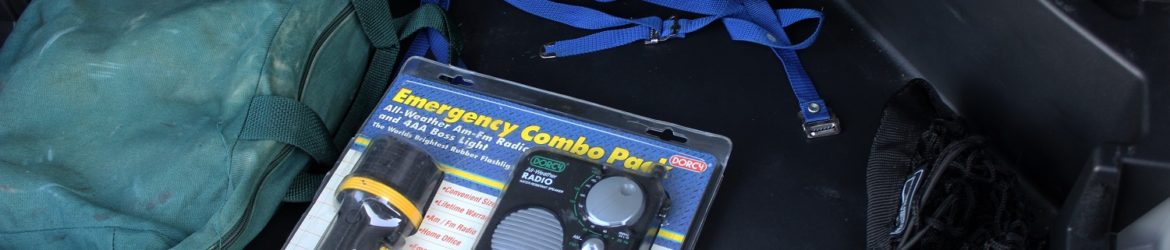 Emergency Combo Pack
All-Weather Am-Fm Radio
and 4AA Boss Light
The Worlds Brightest Rubber Flashlig
DORCY
DORCY
All-Weather
RADIO
• Convenient Size
• Lifetime Warra
• Am / Fm Radio
• Home Office